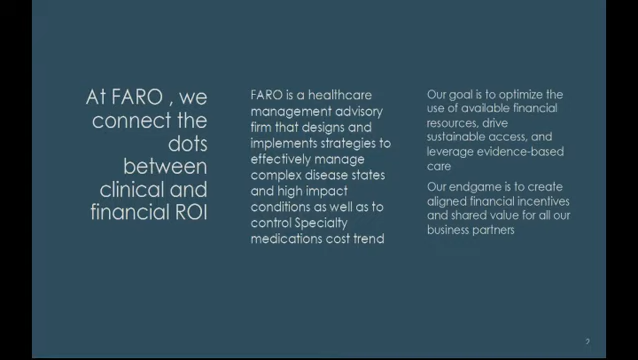 At FARO , we
connect the
dots
between
clinical and
financial ROI
FARO is a healthcare
management advisory
firm that designs and
implements strategies to
effectively manage
complex disease states
and high impact
conditions as well as to
control Specialty
medications cost trend
Our goal is to optimize the
use of available financial
resources, drive
sustainable access, and
leverage evidence-based
care
Our endgame is to create
aligned financial incentives
and shared value for all our
business partners
2